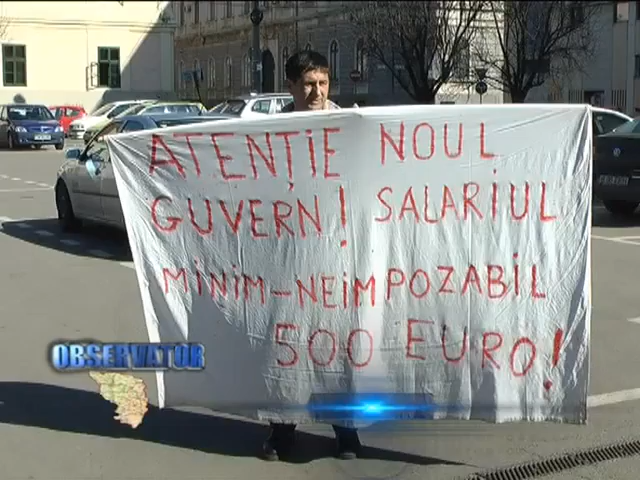 ATENȚIE NOUL
GUVERN! SALARIUL
MINIM-NEIMPOZABIL
500 EURO!
OBSERVATOR